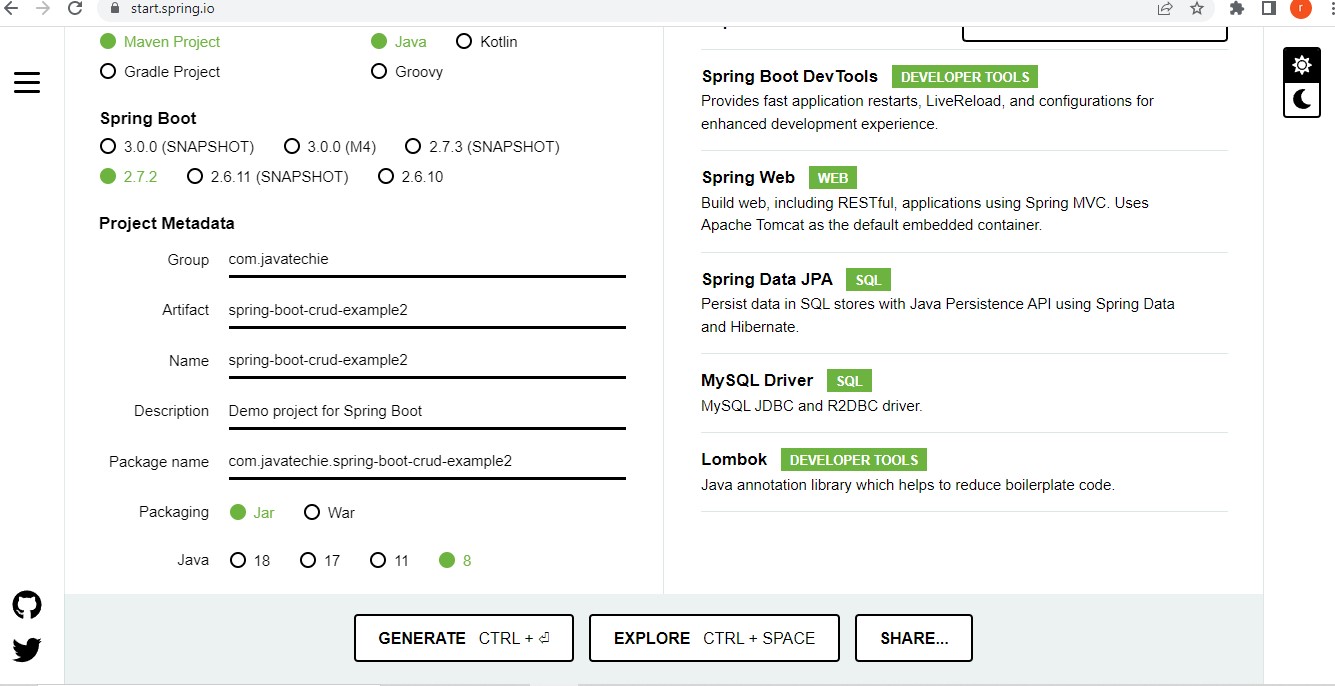 start.spring.io
r
Maven Project
Java
Kotlin
Gradle Project
Groovy
Spring Boot
3.0.0 (SNAPSHOT)
3.0.0 (M4)
2.7.3 (SNAPSHOT)
2.7.2
2.6.11 (SNAPSHOT)
2.6.10
Project Metadata
Group com.javatechie
Artifact spring-boot-crud-example2
Name spring-boot-crud-example2
Description Demo project for Spring Boot
Package name com.javatechie.spring-boot-crud-example2
Packaging Jar War
Java 18 17 11 8
Spring Boot DevTools DEVELOPER TOOLS
Provides fast application restarts, LiveReload, and configurations for
enhanced development experience.
Spring Web WEB
Build web, including RESTful, applications using Spring MVC. Uses
Apache Tomcat as the default embedded container.
Spring Data JPA SQL
Persist data in SQL stores with Java Persistence API using Spring Data
and Hibernate.
MySQL Driver SQL
MySQL JDBC and R2DBC driver.
Lombok DEVELOPER TOOLS
Java annotation library which helps to reduce boilerplate code.
GENERATE CTRL + ⏎
EXPLORE CTRL + SPACE
SHARE...